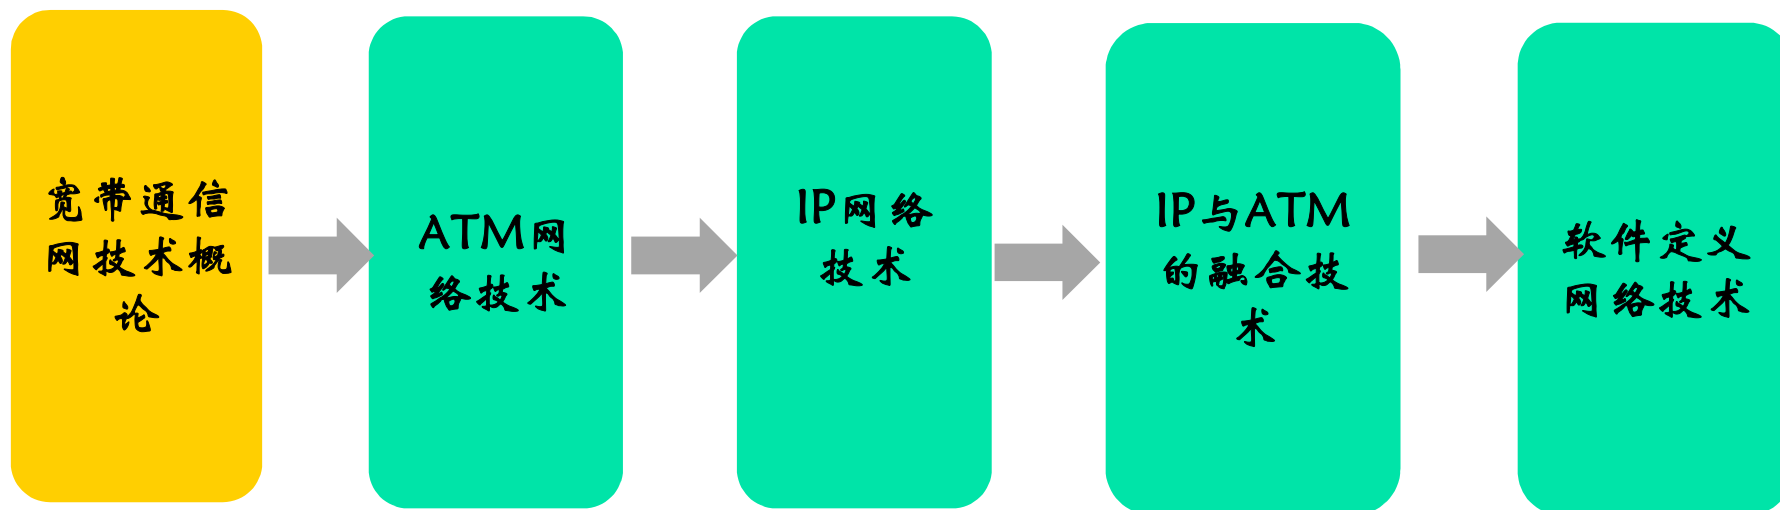 宽带通信
网技术概
论
ATM网
络技术
IP网络
技术
IP与ATM
的融合技
术
软件定义
网络技术